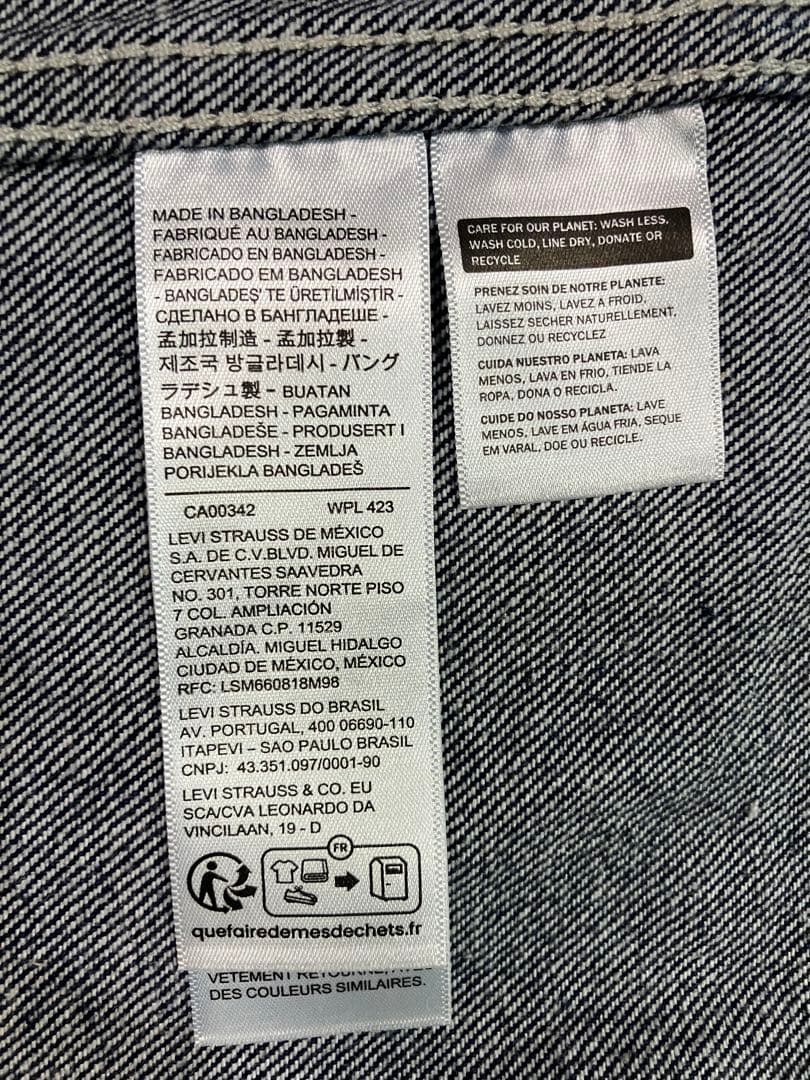 MADE IN BANGLADESH -
FABRIQUÉ AU BANGLADESH -
FABRICADO EN BANGLADESH -
FABRICADO EM BANGLADESH
- BANGLADEŞ' TE ÜRETİLMİŞTİR -
СДЕЛАНО В БАНГЛАДЕШЕ -
孟加拉制造 - 孟加拉製 -
제조국 방글라데시 - バング
ラデシュ製 - BUATAN
BANGLADESH - PAGAMINTA
BANGLADEŠE - PRODUSERT I
BANGLADESH - ZEMLJA
PORIJEKLA BANGLADEŠ
CA00342 WPL 423
LEVI STRAUSS DE MÉXICO
S.A. DE C.V.BLVD. MIGUEL DE
CERVANTES SAAVEDRA
NO. 301, TORRE NORTE PISO
7 COL. AMPLIACIÓN
GRANADA C.P. 11529
ALCALDÍA. MIGUEL HIDALGO
CIUDAD DE MÉXICO, MÉXICO
RFC: LSM660818M98
LEVI STRAUSS DO BRASIL
AV. PORTUGAL, 400 06690-110
ITAPEVI – SAO PAULO BRASIL
CNPJ: 43.351.097/0001-90
LEVI STRAUSS & CO. EU
SCA/CVA LEONARDO DA
VINCILAAN, 19 - D
FR
quefairedemesdechets.fr
VETEMENT
DES COULEURS SIMILAIRES.
CARE FOR OUR PLANET: WASH LESS,
WASH COLD, LINE DRY, DONATE OR
RECYCLE
PRENEZ SOIN DE NOTRE PLANETE:
LAVEZ MOINS, LAVEZ A FROID,
LAISSEZ SECHER NATURELLEMENT,
DONNEZ OU RECYCLEZ
CUIDA NUESTRO PLANETA: LAVA
MENOS, LAVA EN FRIO, TIENDE LA
ROPA, DONA O RECICLA.
CUIDE DO NOSSO PLANETA: LAVE
MENOS, LAVE EM ÁGUA FRIA, SEQUE
EM VARAL, DOE OU RECICLE.